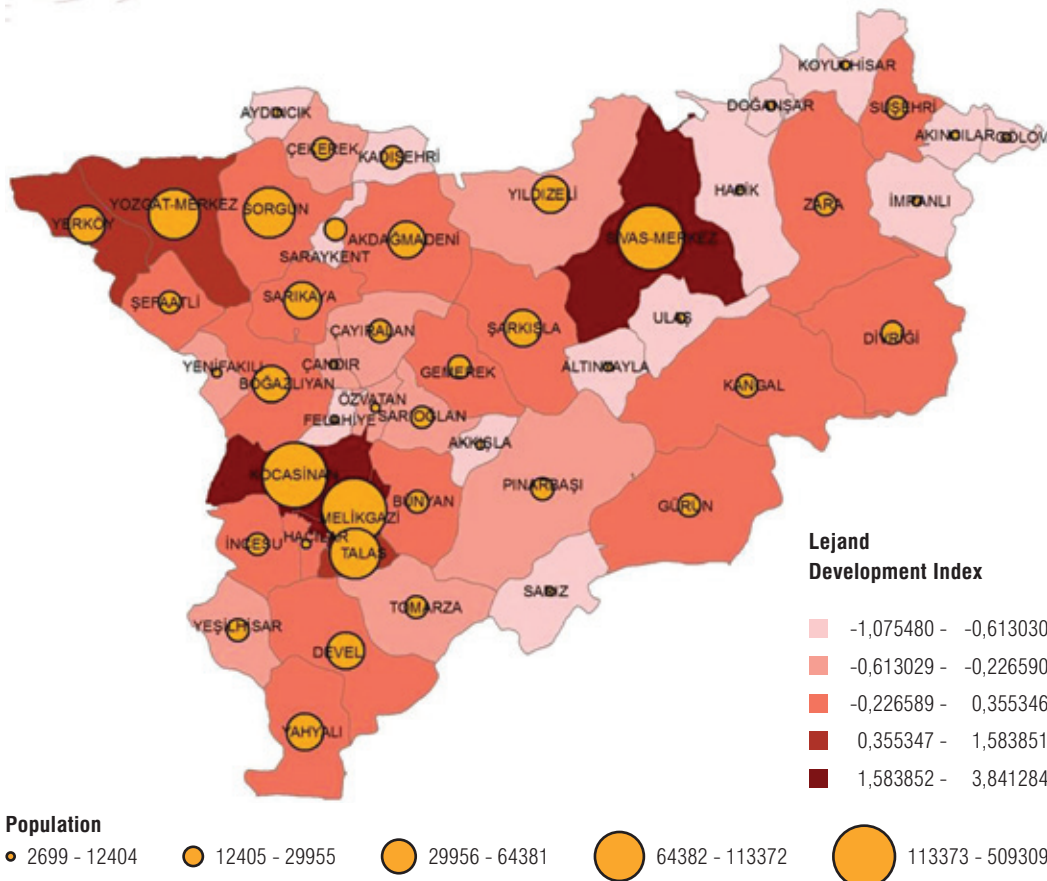 KOYULHİSAR
DOĞANŞAR
SUŞEHRİ
AYDINCIK
AKINCILAR
GÖLOVA
ÇEKEREK
KADIŞEHRİ
YILDIZELİ
HAFİK
İMRANLI
YOZGAT-MERKEZ
SORGUN
ZARA
YERKÖY
AKDAĞMADENİ
SİVAS-MERKEZ
SARAYKENT
ŞEFAATLİ
SARIKAYA
ULAŞ
ÇAYIRALAN
ŞARKIŞLA
DİVRİĞİ
YENİFAKILI
ÇANDIR
GEMEREK
ALTINYAYLA
BOĞAZLIYAN
KANGAL
ÖZVATAN
FELAHİYE
SARIOĞLAN
AKKIŞLA
KOCASİNAN
PINARBAŞI
BÜNYAN
GÜRÜN
MELİKGAZİ
İNCESU
HACILAR
TALAS
SARIZ
TOMARZA
YEŞİLHİSAR
DEVELİ
YAHYALI
Lejand
Development Index
-1,075480 - -0,613030
-0,613029 - -0,226590
-0,226589 - 0,355346
0,355347 - 1,583851
1,583852 - 3,841284
Population
2699 - 12404
12405 - 29955
29956 - 64381
64382 - 113372
113373 - 509309